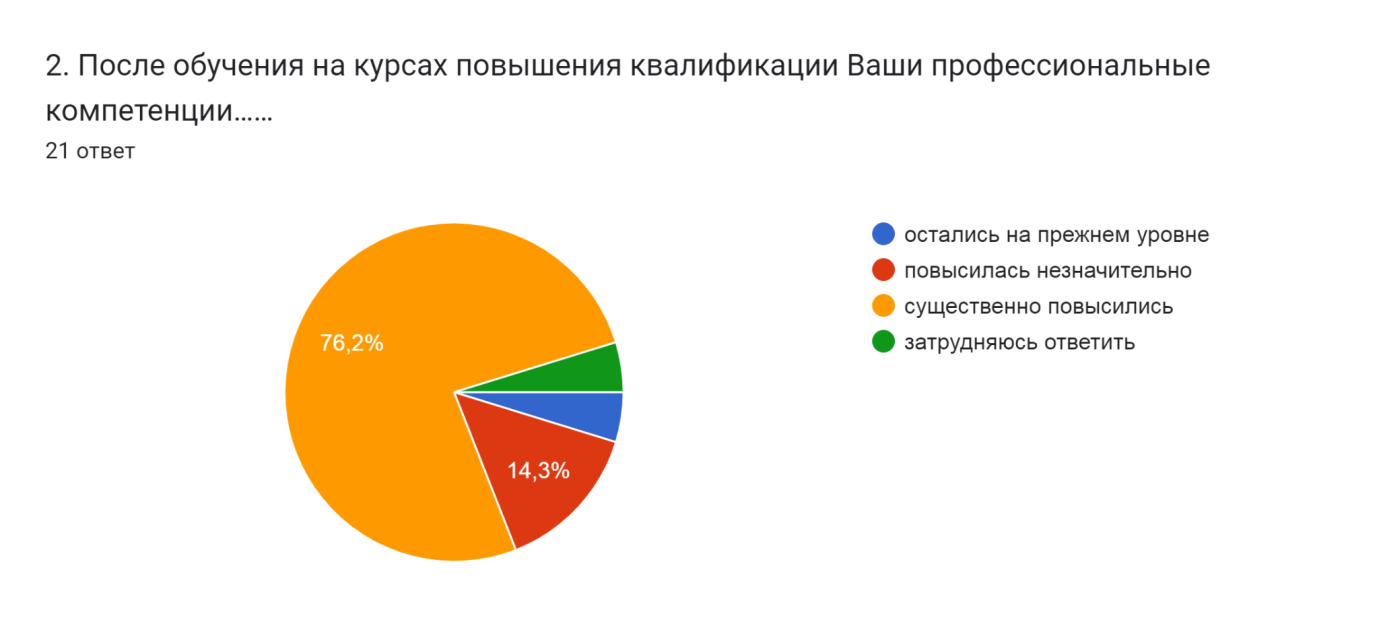 2. После обучения на курсах повышения квалификации Ваши профессиональные
компетенции......
21 ответ
остались на прежнем уровне
повысилась незначительно
существенно повысились
затрудняюсь ответить
76,2%
14,3%